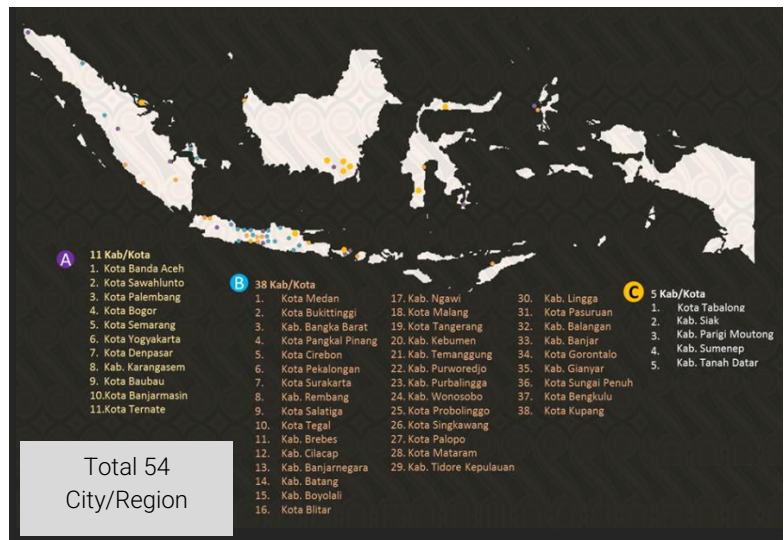 A
11 Kab/Kota
1. Kota Banda Aceh
2. Kota Sawahlunto
3. Kota Palembang
4. Kota Bogor
5. Kota Semarang
6. Kota Yogyakarta
7. Kota Denpasar
8. Kab. Karangasem
9. Kota Baubau
10.Kota Banjarmasin
11.Kota Ternate
B
38 Kab/Kota
1. Kota Medan
2. Kota Bukittingi
3. Kab. Bangka Barat
4. Kota Pangkal Pinang
5. Kota Cirebon
6. Kota Pekalongan
7. Kota Surakarta
8. Kab. Rembang
9. Kota Salatiga
10. Kota Tegal
11. Kab. Brebes
12. Kab. Cilacap
13. Kab. Banjarnegara
14. Kab. Batang
15. Kab. Boyolali
16. Kota Blitar
17. Kab. Ngawi
18. Kota Malang
19. Kota Tangerang
20. Kab. Kebumen
21. Kab. Temanggung
22. Kab. Purworedjo
23. Kab. Purbalingga
24. Kab. Wonosobo
25. Kota Probolinggo
26. Kota Singkawang
27. Kota Palopo
28. Kota Mataram
29. Kab. Tidore Kepulauan
30. Kab. Lingga
31. Kota Pasuruan
32. Kab. Balangan
33. Kab. Banjar
34. Kota Gorontalo
35. Kab. Gianyar
36. Kota Sungai Penuh
37. Kota Bengkulu
38. Kota Kupang
C
5 Kab/Kota
1. Kota Tabalong
2. Kab. Siak
3. Kab. Parigi Moutong
4. Kab. Sumenep
5. Kab. Tanah Datar
Total 54
City/Region